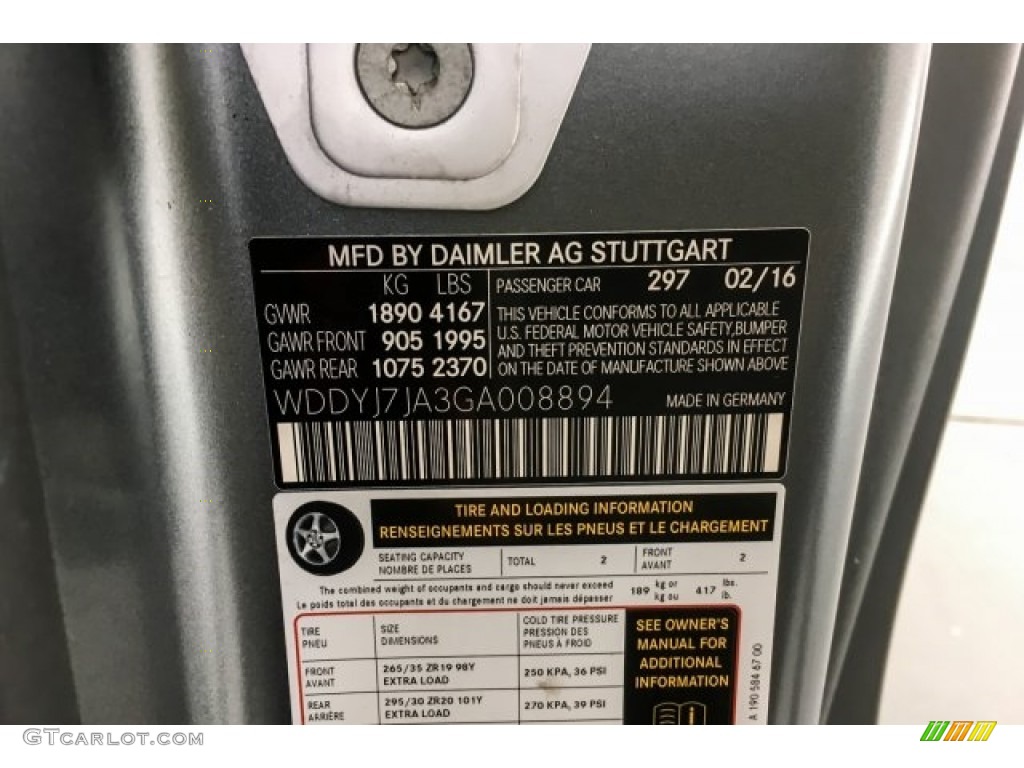 MFD BY DAIMLER AG STUTTGART
KG LBS
GVWR 1890 4167
GAWR FRONT 905 1995
GAWR REAR 1075 2370
PASSENGER CAR 297 02/16
THIS VEHICLE CONFORMS TO ALL APPLICABLE
U.S. FEDERAL MOTOR VEHICLE SAFETY,BUMPER
AND THEFT PREVENTION STANDARDS IN EFFECT
ON THE DATE OF MANUFACTURE SHOWN ABOVE
WDDYJ7JA3GA008894 MADE IN GERMANY
TIRE AND LOADING INFORMATION
RENSEIGNEMENTS SUR LES PNEUS ET LE CHARGEMENT
SEATING CAPACITY
NOMBRE DE PLACES
TOTAL 2
FRONT
AVANT
2
The combined weight of occupants and cargo should never exceed
Le poids total des occupants et du chargement ne doit jamais dépasser
189 kg or
kg ou
417 lbs.
lb.
TIRE
PNEU
SIZE
DIMENSIONS
COLD TIRE PRESSURE
PRESSION DES
PNEUS À FROID
FRONT
AVANT
265/35 ZR19 98Y
EXTRA LOAD
250 KPA, 36 PSI
REAR
ARRIÈRE
295/30 ZR20 101Y
EXTRA LOAD
270 KPA, 39 PSI
SEE OWNER'S
MANUAL FOR
ADDITIONAL
INFORMATION
i
A 190 584 67 00
GTCarLot.com